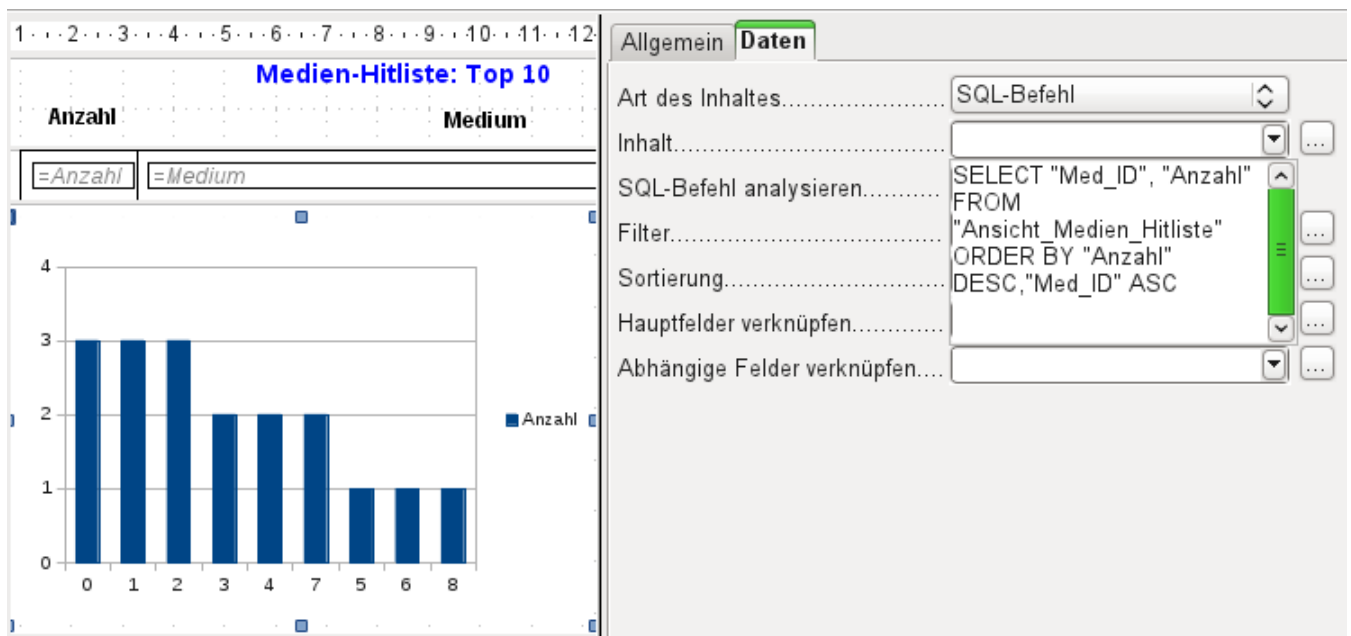 1···2···3···4···5···6···7···8···9···10···11···12·
Medien-Hitliste: Top 10
Anzahl Medium
=Anzahl =Medium
4
3
2
1
0
0 1 2 3 4 7 5 6 8
Anzahl
Allgemein Daten
Art des Inhaltes...................... SQL-Befehl
Inhalt.................................... ...
SQL-Befehl analysieren..........
SELECT "Med_ID", "Anzahl"
FROM
"Ansicht_Medien_Hitliste"
ORDER BY "Anzahl"
DESC,"Med_ID" ASC
Filter.................................... ...
Sortierung.............................. ...
Hauptfelder verknüpfen............. ...
Abhängige Felder verknüpfen.... ...